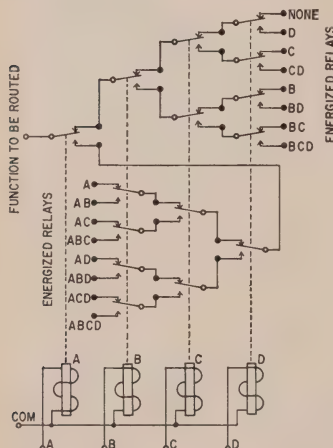 NONE
D
C
CD
B
BD
BC
BCD
ENERGIZED RELAYS
FUNCTION TO BE ROUTED
ENERGIZED RELAYS
A
AB
AC
ABC
AD
ABD
ACD
ABCD
A
B
C
D
COM
A
B
C
D